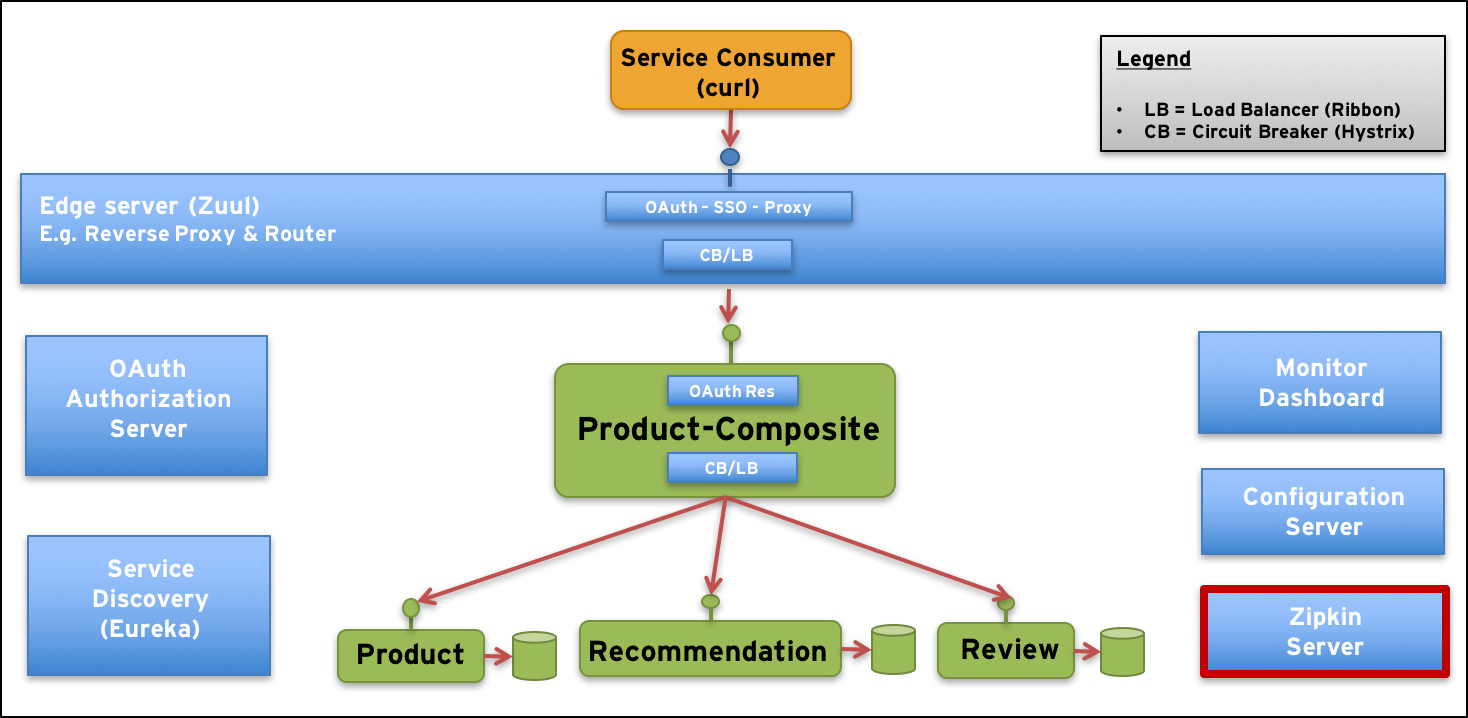 Service Consumer
(curl)
Legend
• LB = Load Balancer (Ribbon)
• CB = Circuit Breaker (Hystrix)
Edge server (Zuul)
E.g. Reverse Proxy & Router
OAuth – SSO - Proxy
CB/LB
OAuth
Authorization
Server
OAuth Res
Product-Composite
CB/LB
Monitor
Dashboard
Configuration
Server
Service
Discovery
(Eureka)
Product
Recommendation
Review
Zipkin
Server